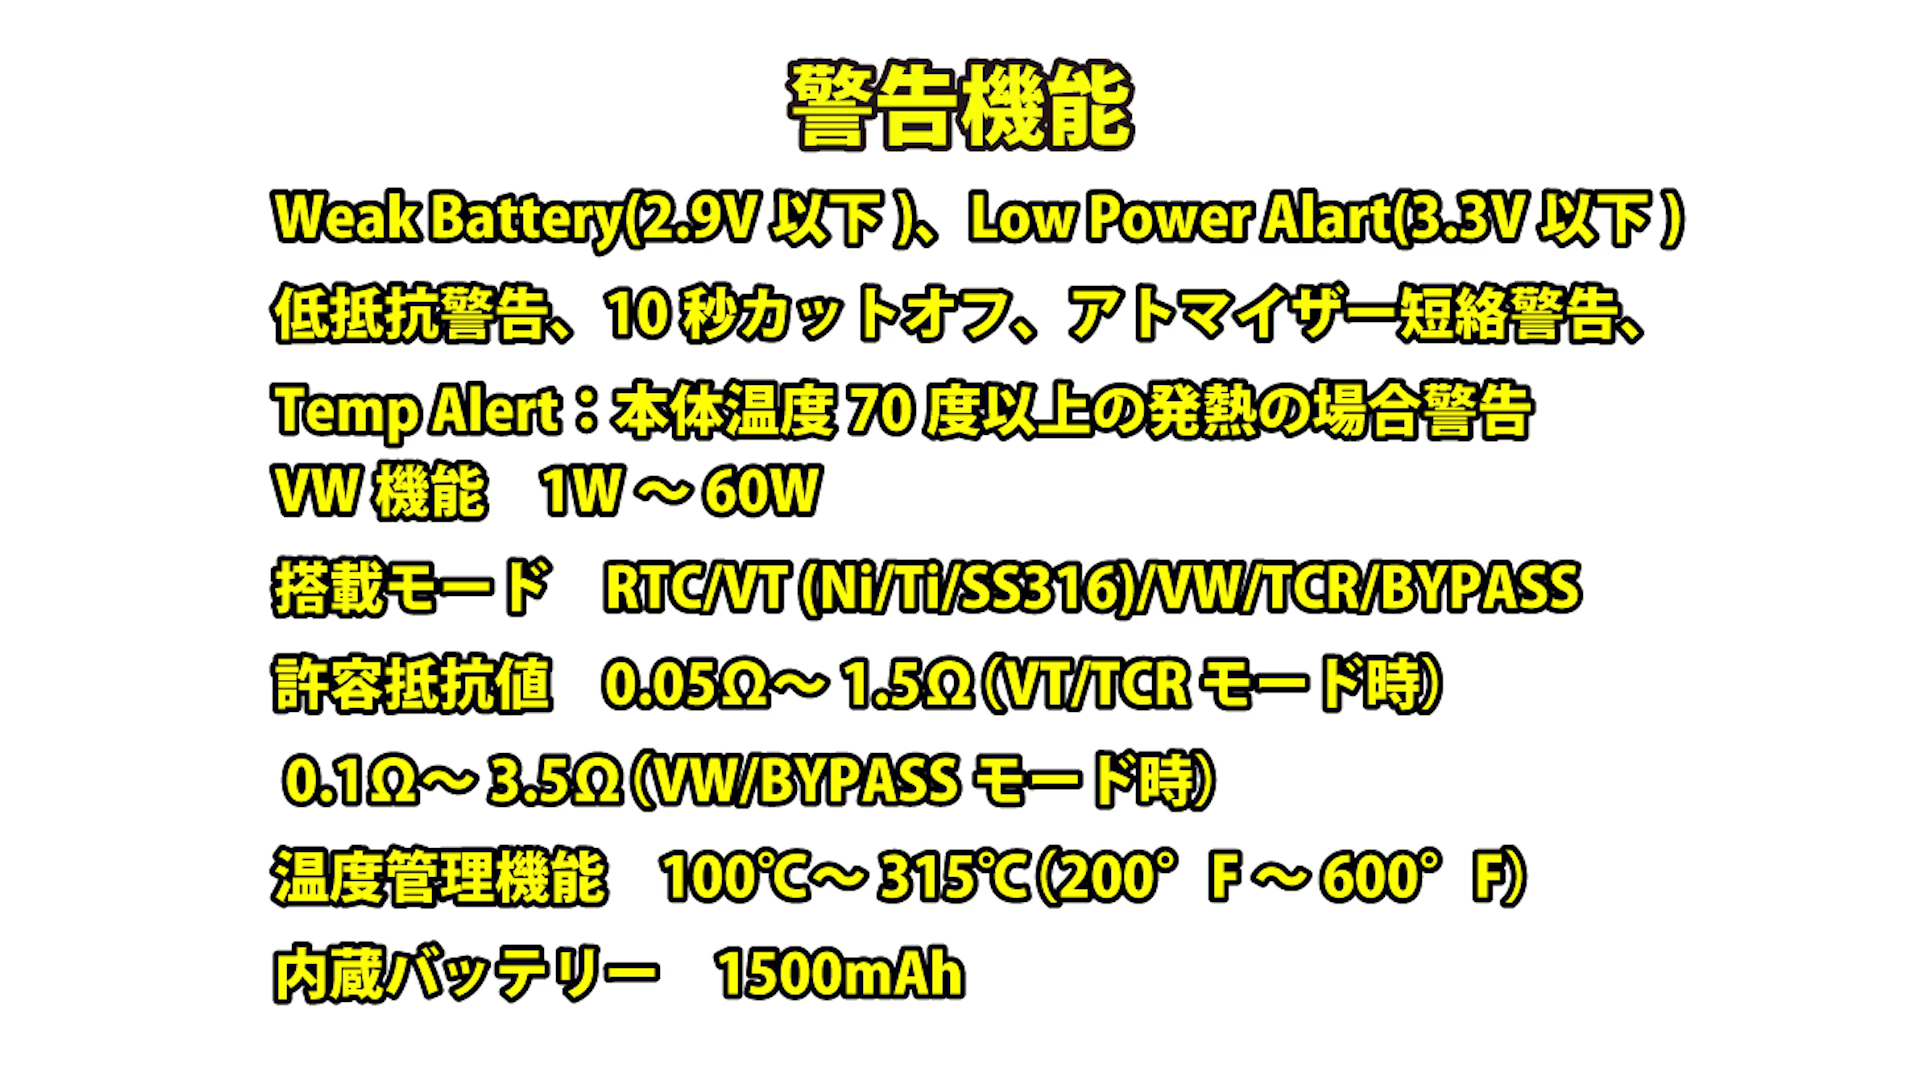 警告機能
Weak Battery(2.9V 以下 )、Low Power Alart(3.3V 以下 )
低抵抗警告、10 秒カットオフ、アトマイザー短絡警告、
Temp Alert：本体温度 70 度以上の発熱の場合警告
VW 機能　1W ～ 60W
搭載モード　RTC/VT (Ni/Ti/SS316)/VW/TCR/BYPASS
許容抵抗値　0.05Ω～ 1.5Ω（VT/TCR モード時）
0.1Ω～ 3.5Ω（VW/BYPASS モード時）
温度管理機能　100℃～ 315℃（200°F ～ 600°F）
内蔵バッテリー　1500mAh